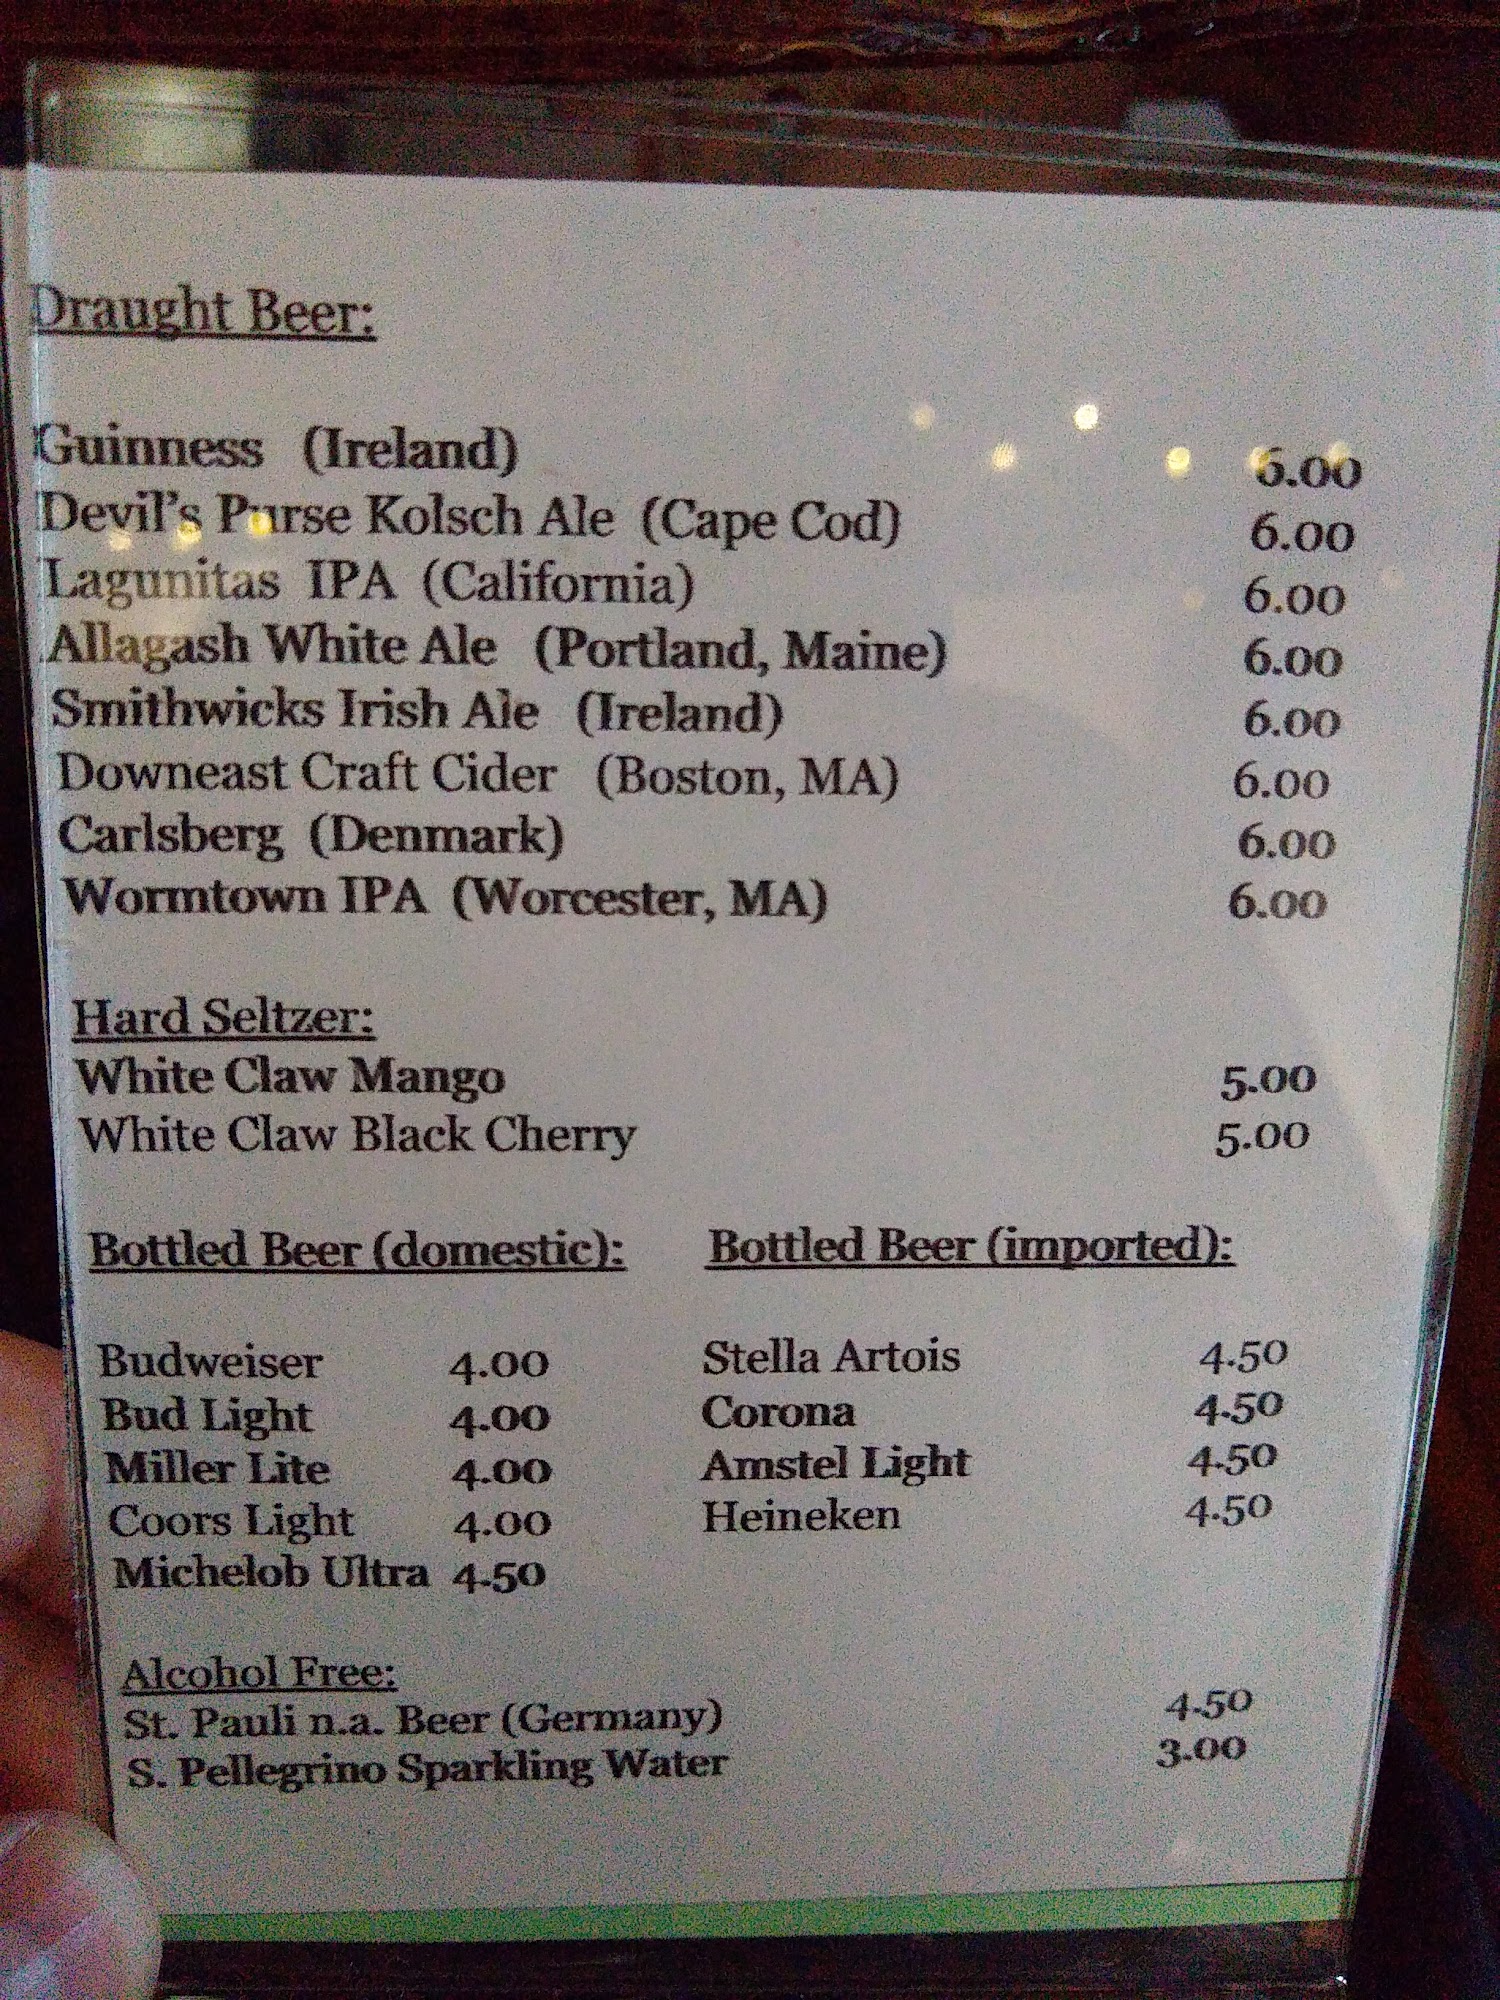 Draught Beer:
Guinness (Ireland) 6.00
Devil's Purse Kolsch Ale (Cape Cod) 6.00
Lagunitas IPA (California) 6.00
Allagash White Ale (Portland, Maine) 6.00
Smithwicks Irish Ale (Ireland) 6.00
Downeast Craft Cider (Boston, MA) 6.00
Carlsberg (Denmark) 6.00
Wormtown IPA (Worcester, MA) 6.00
Hard Seltzer:
White Claw Mango 5.00
White Claw Black Cherry 5.00
Bottled Beer (domestic): Bottled Beer (imported):
Budweiser 4.00 Stella Artois 4.50
Bud Light 4.00 Corona 4.50
Miller Lite 4.00 Amstel Light 4.50
Coors Light 4.00 Heineken 4.50
Michelob Ultra 4.50
Alcohol Free:
St. Pauli n.a. Beer (Germany) 4.50
S. Pellegrino Sparkling Water 3.00